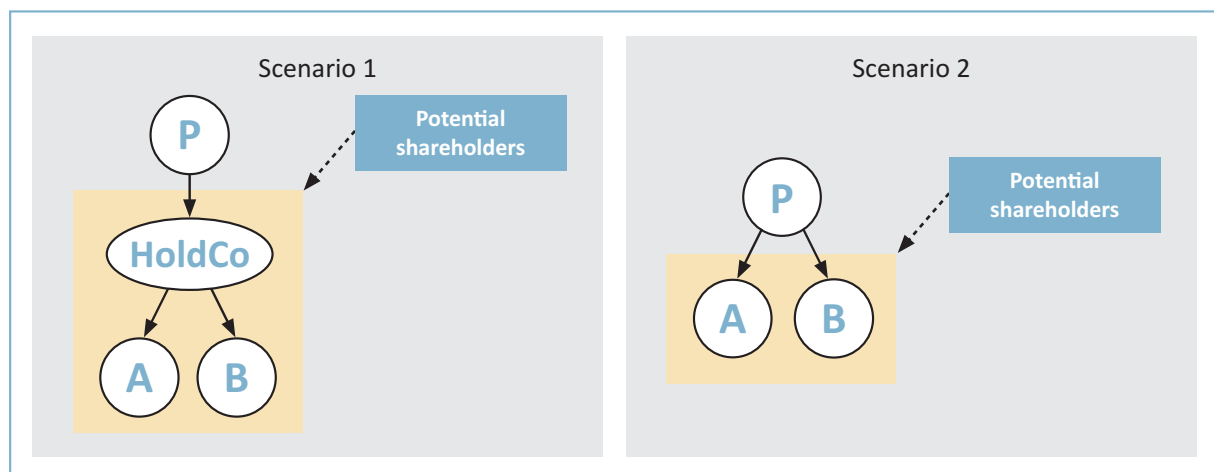 Scenario 1
P
Potential
shareholders
HoldCo
A
B
Scenario 2
P
Potential
shareholders
A
B